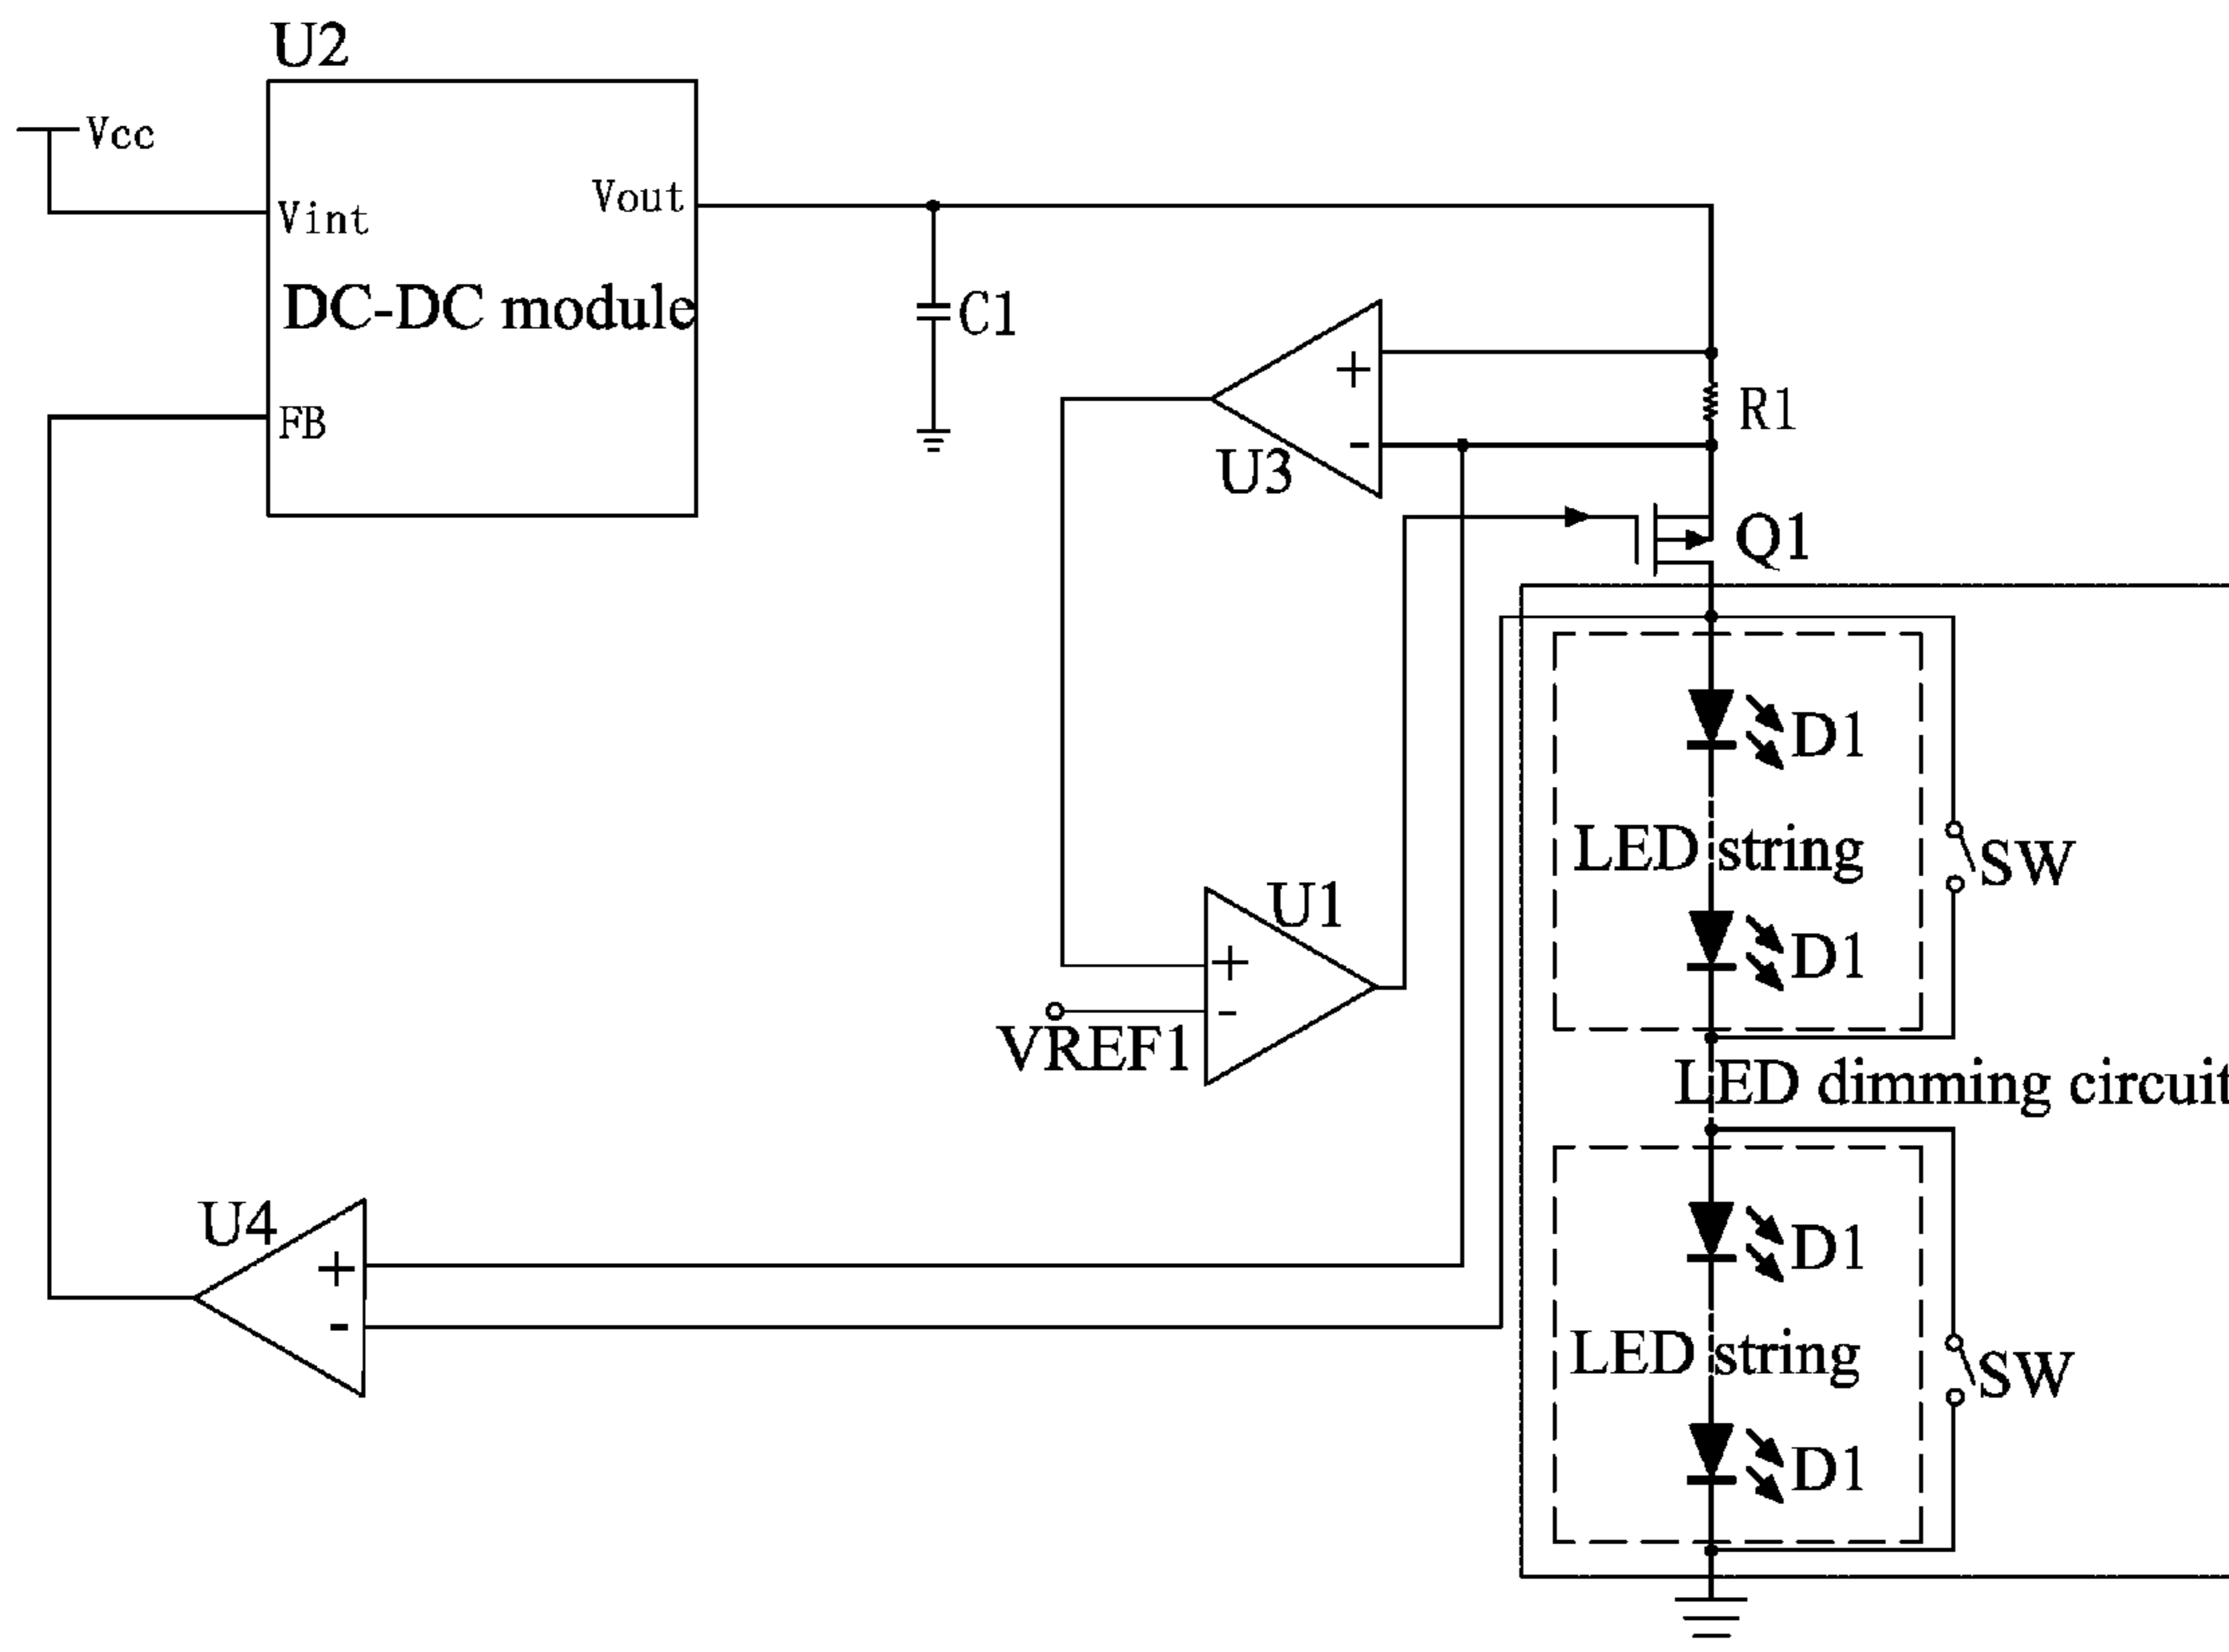 U2
Vcc
Vint
Vout
DC-DC module
FB
C1
+
R1
-
U3
Q1
D1
LED string
SW
D1
U1
+
-
VREF1
LED dimming circuit
U4
+
-
D1
LED string
SW
D1